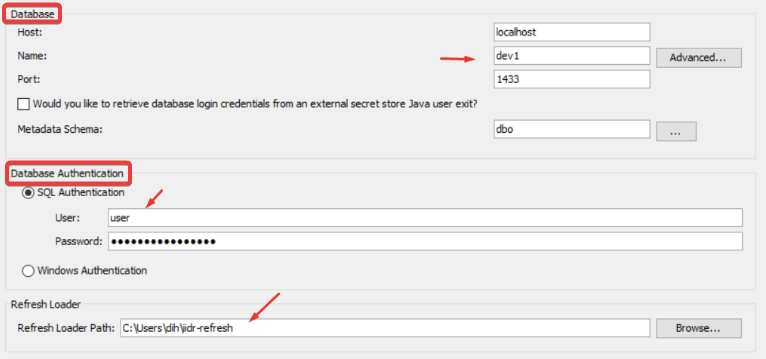 Database
Host: localhost
Name: dev1 Advanced...
Port: 1433
Would you like to retrieve database login credentials from an external secret store Java user exit?
Metadata Schema: dbo ...
Database Authentication
SQL Authentication
User: user
Password: ●●●●●●●●●●●●●●●●
Windows Authentication
Refresh Loader
Refresh Loader Path: C:\Users\dih\iidr-refresh Browse...